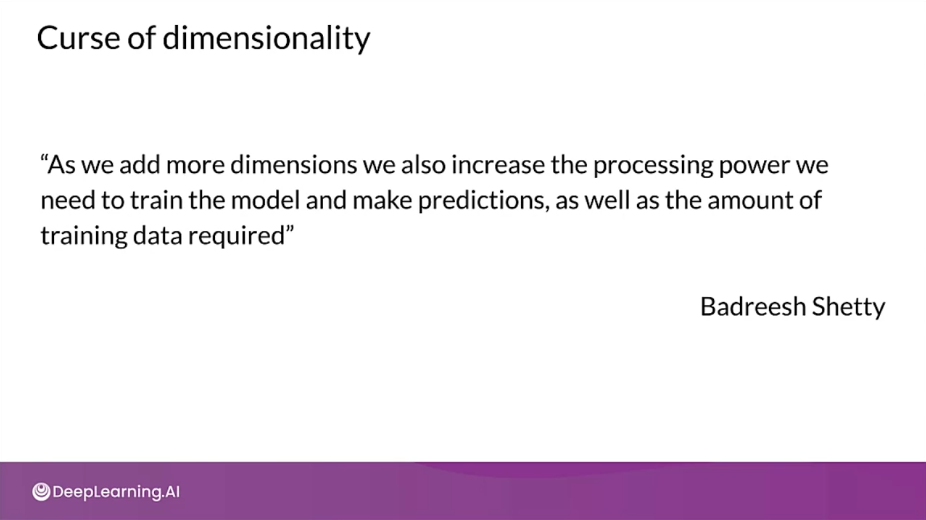 Curse of dimensionality
“As we add more dimensions we also increase the processing power we
need to train the model and make predictions, as well as the amount of
training data required”
Badreesh Shetty
DeepLearning.AI